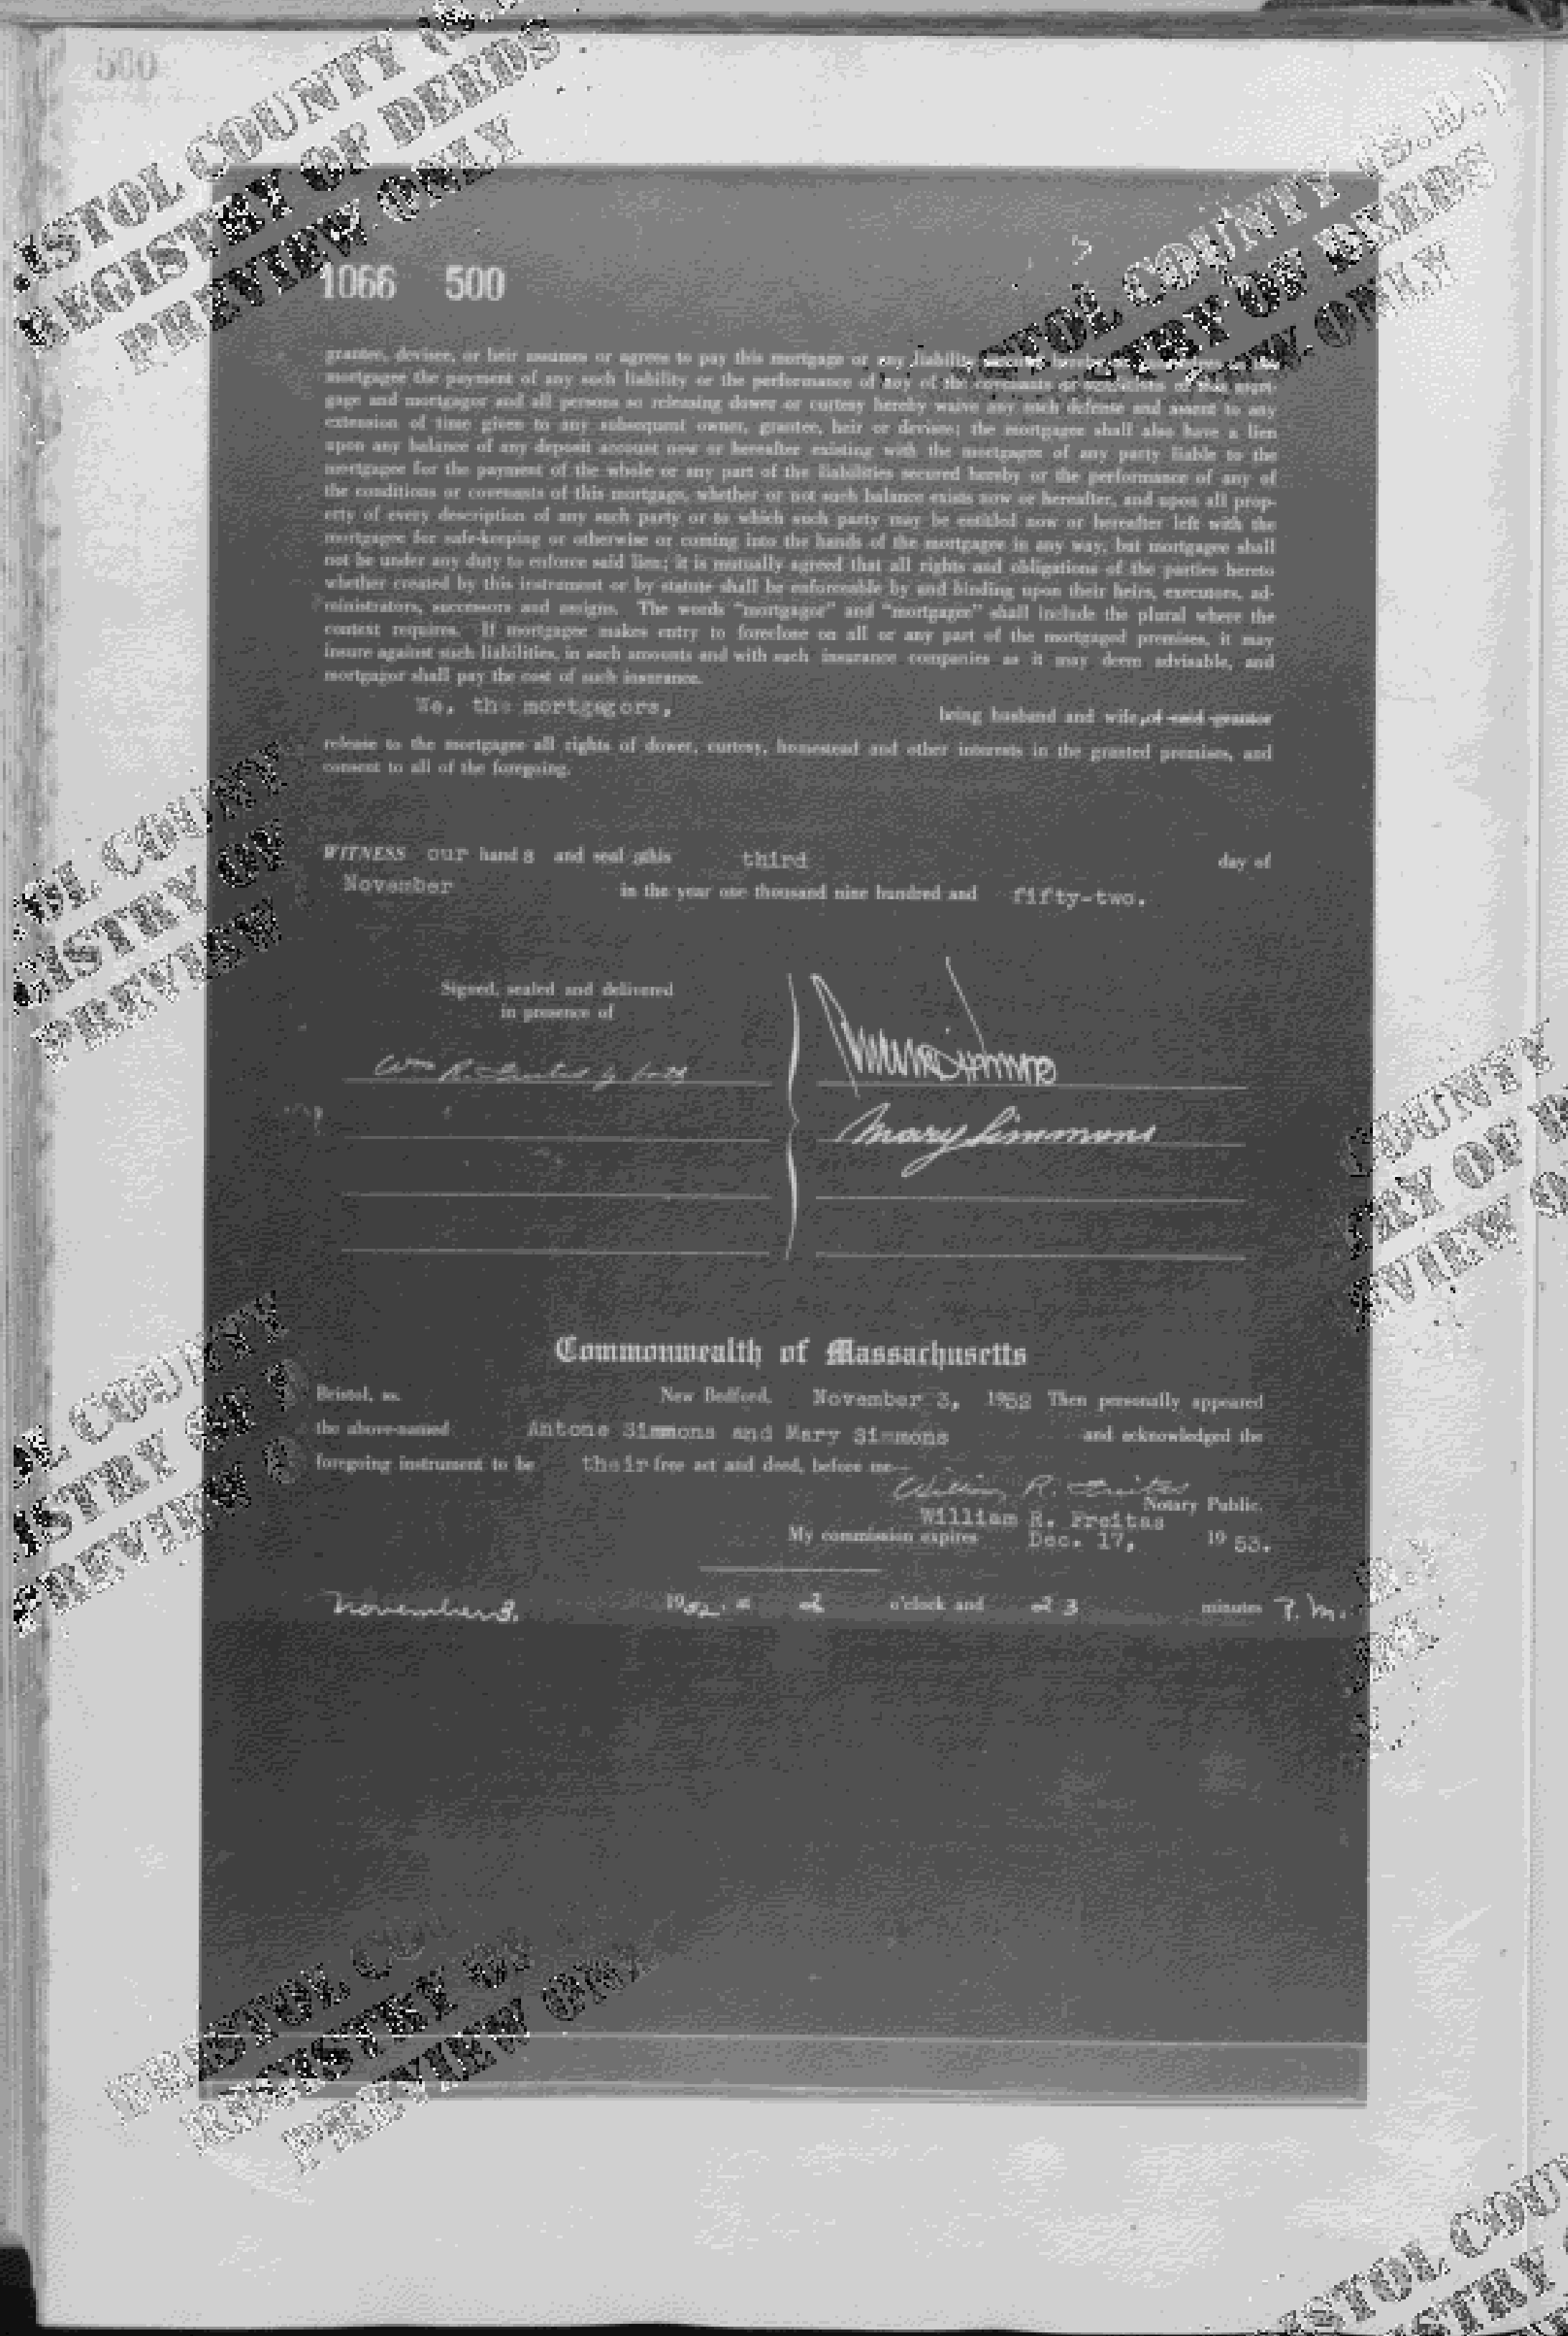 500
1066 500
grantee, devisee, or heir assumes or agrees to pay this mortgage or any liability
mortgagee the payment of any such liability or the performance of any of the covenants or of this mort-
gage and mortgagor and all persons so releasing dower or curtesy hereby waive any such defense and assent to any
extension of time given to any subsequent owner, grantee, heir or devisee; the mortgagee shall also have a lien
upon any balance of any deposit account now or hereafter existing with the mortgagee of any party liable to the
mortgagee for the payment of the whole or any part of the liabilities secured hereby or the performance of any of
the conditions or covenants of this mortgage, whether or not such balance exists now or hereafter, and upon all prop-
erty of every description of any such party or to which such party may be entitled now or hereafter left with the
mortgagee for safe-keeping or otherwise or coming into the hands of the mortgagee in any way, but mortgagee shall
not be under any duty to enforce said lien; it is mutually agreed that all rights and obligations of the parties hereto
whether created by this instrument or by statute shall be enforceable by and binding upon their heirs, executors, ad-
ministrators, successors and assigns. The words "mortgagor" and "mortgagee" shall include the plural where the
context requires. If mortgagee makes entry to foreclose on all or any part of the mortgaged premises, it may
insure against such liabilities, in such amounts and with such insurance companies as it may deem advisable, and
mortgagor shall pay the cost of such insurance.
We, the mortgagors, being husband and wife, of said grantor
release to the mortgagee all rights of dower, curtesy, homestead and other interests in the granted premises, and
consent to all of the foregoing.
WITNESS our hands and seal this third day of
November in the year one thousand nine hundred and fifty-two.
Signed, sealed and delivered
in presence of
Wm R. Freitas
Mary Simmons
Commonwealth of Massachusetts
Bristol, ss. New Bedford, November 3, 1952 Then personally appeared
the above-named Antone Simmons and Mary Simmons and acknowledged the
foregoing instrument to be their free act and deed, before me—
William R. Freitas
Notary Public.
William R. Freitas
My commission expires Dec. 17, 1953.
November 3, 1952 at 2 o'clock and 23 minutes P.M.
BRISTOL COUNTY (S.D.)
REGISTRY OF DEEDS
PREVIEW ONLY